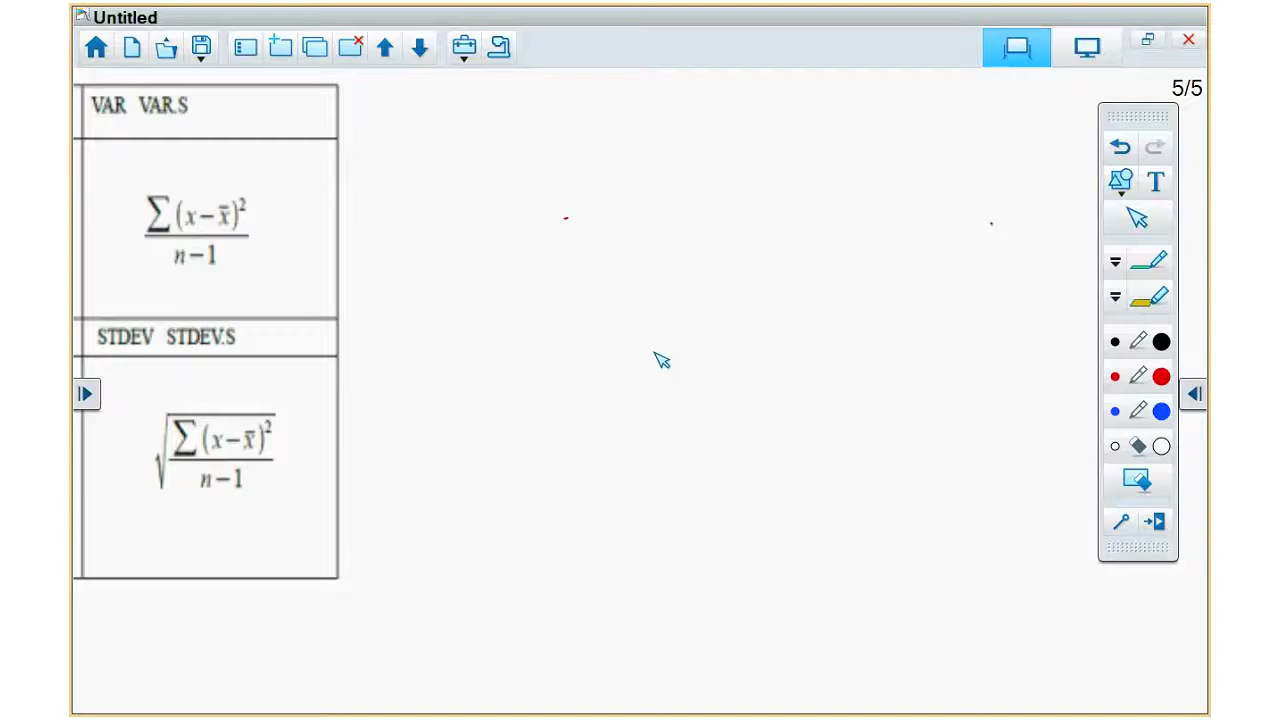 Untitled
5/5
VAR VAR.S
∑(x−x̄)²
n−1
STDEV STDEV.S
√∑(x−x̄)²
n−1
T